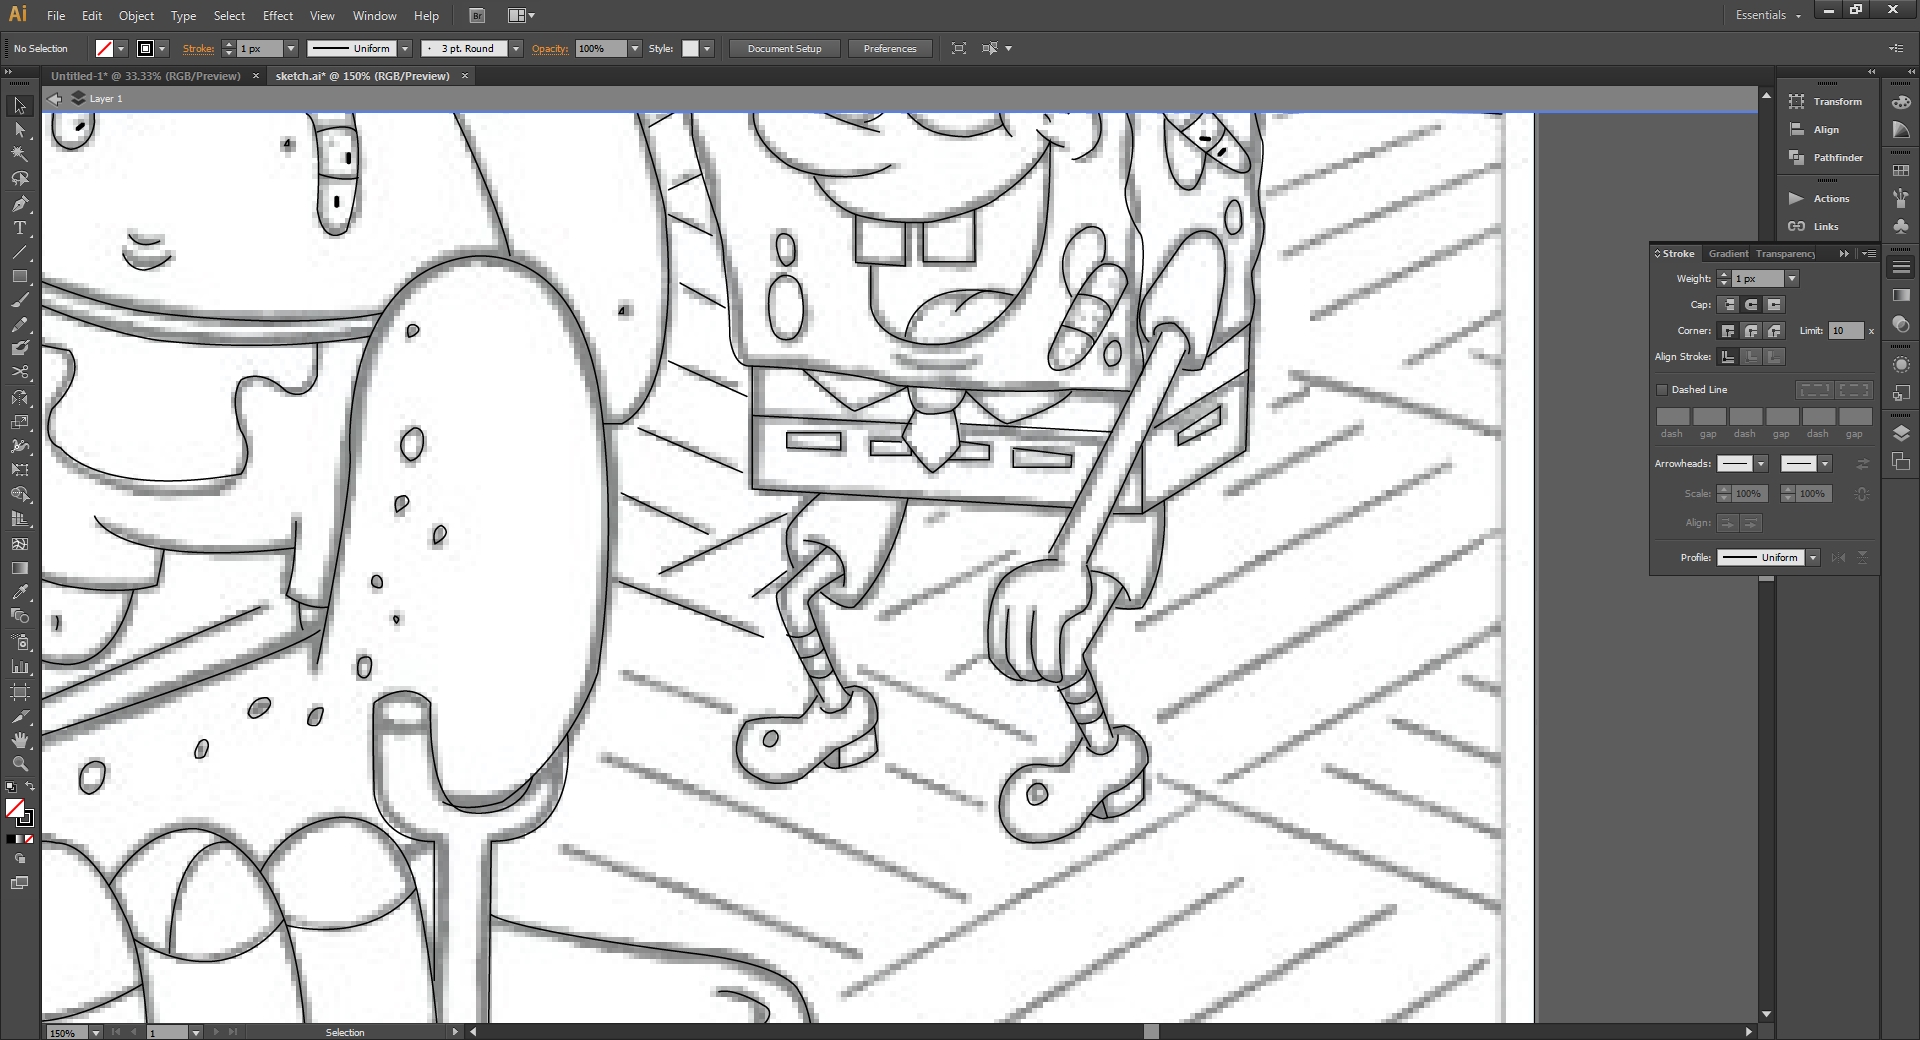 Ai File Edit Object Type Select Effect View Window Help Br Essentials
No Selection Stroke: 1 px Uniform 3 pt. Round Opacity: 100% Style: Document Setup Preferences
Untitled-1* @ 33.33% (RGB/Preview) × sketch.ai* @ 150% (RGB/Preview) ×
Layer 1
Transform
Align
Pathfinder
Actions
Links
Stroke Gradient Transparency
Weight: 1 px
Cap:
Corner: Limit: 10 x
Align Stroke:
Dashed Line
dash gap dash gap dash gap
Arrowheads:
Scale: 100% 100%
Align:
Profile: Uniform
150% 1 Selection